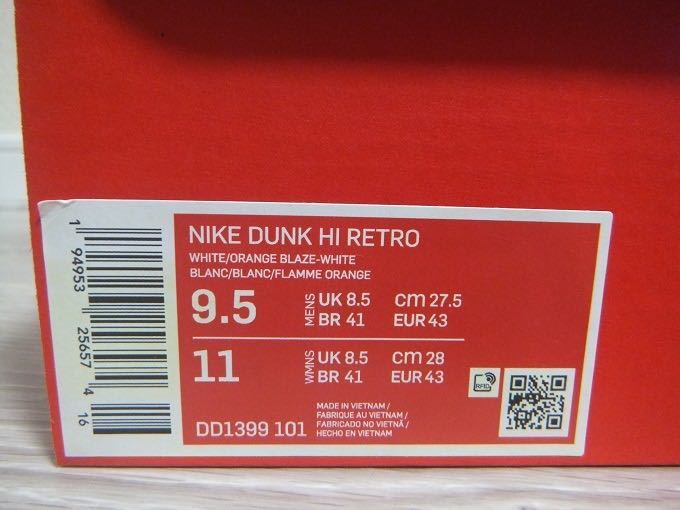 NIKE DUNK HI RETRO
WHITE/ORANGE BLAZE-WHITE
BLANC/BLANC/FLAMME ORANGE
9.5 MENS UK 8.5 cm 27.5
BR 41 EUR 43
11 WMNS UK 8.5 cm 28
BR 41 EUR 43
DD1399 101
MADE IN VIETNAM /
FABRIQUE AU VIETNAM /
FABRICADO NO VIETNÃ /
HECHO EN VIETNAM
RFID
1 94953 25657 4 16